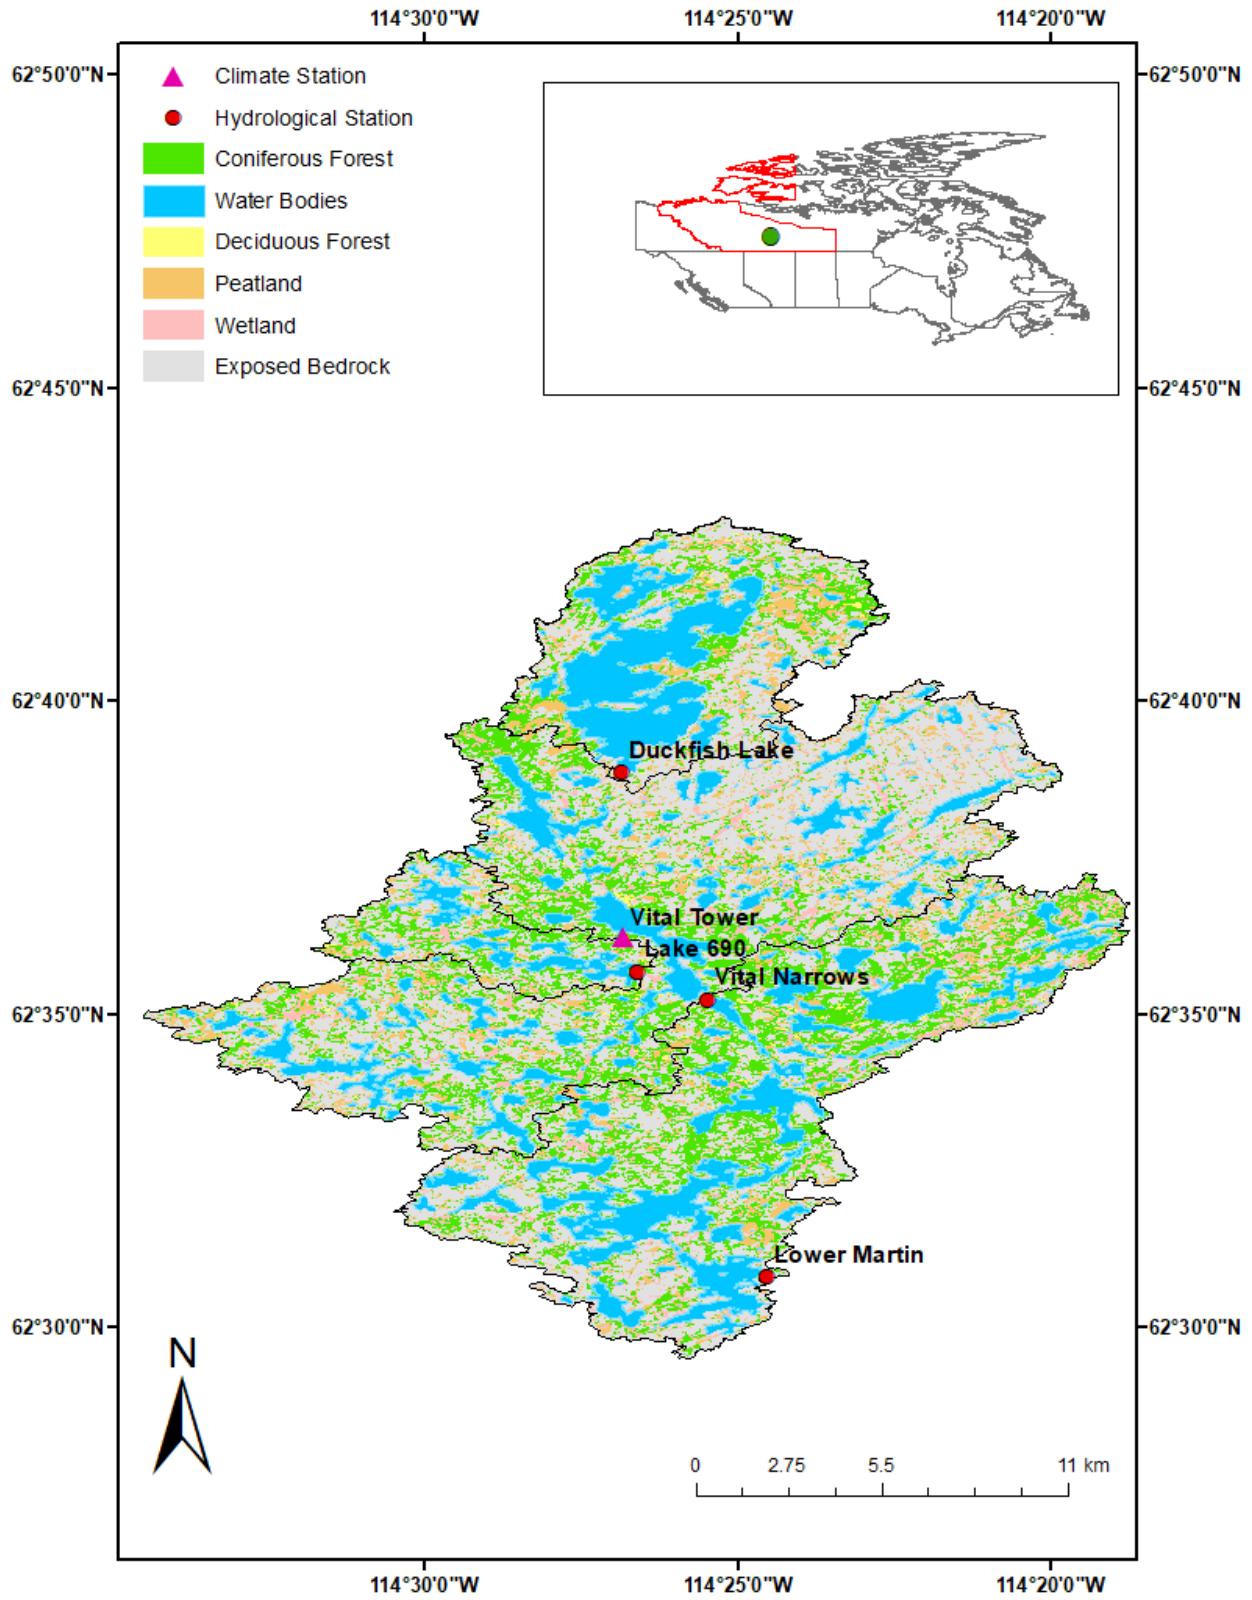 114°30'0"W 114°25'0"W 114°20'0"W
62°50'0"N 62°50'0"N
Climate Station
Hydrological Station
Coniferous Forest
Water Bodies
Deciduous Forest
Peatland
Wetland
Exposed Bedrock
62°45'0"N 62°45'0"N
62°40'0"N 62°40'0"N
Duckfish Lake
Vital Tower
Lake 690
Vital Narrows
62°35'0"N 62°35'0"N
Lower Martin
62°30'0"N 62°30'0"N
N
0 2.75 5.5 11 km
114°30'0"W 114°25'0"W 114°20'0"W